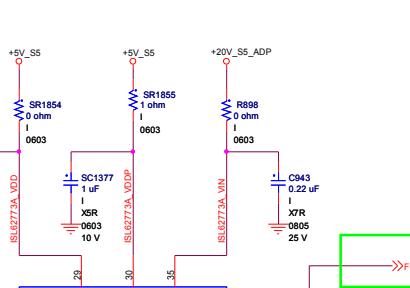 +5V_S5
+5V_S5
+20V_S5_ADP
SR1854
0 ohm
I
0603
SR1855
1 ohm
I
0603
R898
0 ohm
I
0603
SC1377
1 uF
I
X5R
0603
10 V
C943
0.22 uF
I
X7R
0805
25 V
ISL62773A_VDD
ISL62773A_VDDP
ISL62773A_VIN
29
30
35
F